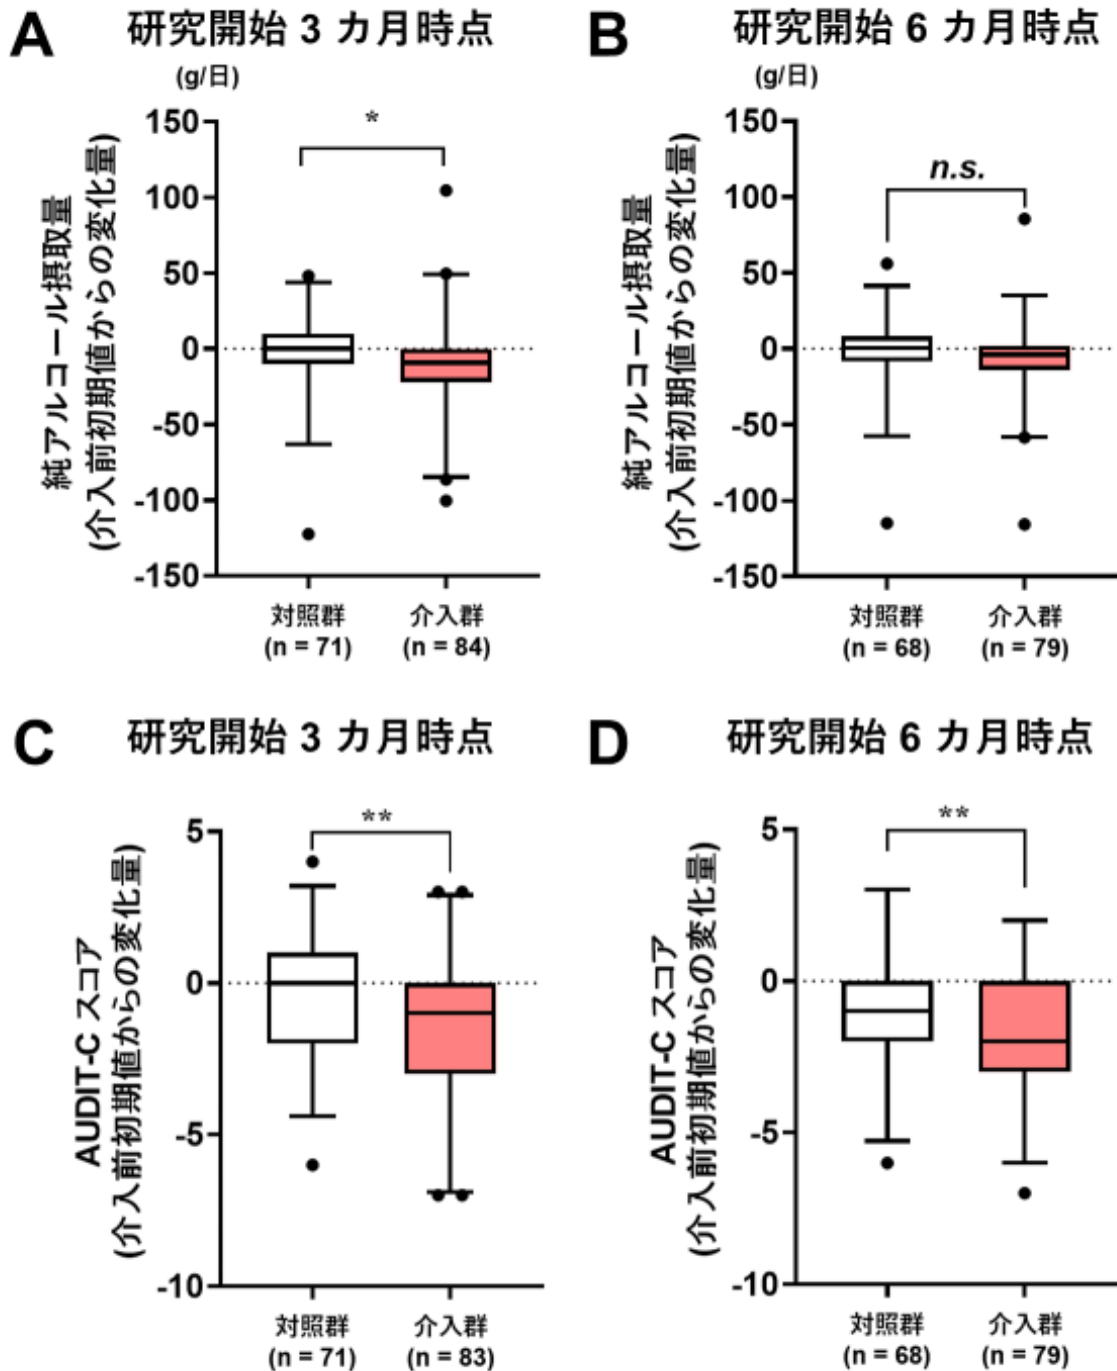 A 研究開始 3 カ月時点
(g/日)
純アルコール摂取量
(介入前初期値からの変化量)
150
100
50
0
-50
-100
-150
*
対照群
(n = 71)
介入群
(n = 84)
B 研究開始 6 カ月時点
(g/日)
純アルコール摂取量
(介入前初期値からの変化量)
150
100
50
0
-50
-100
-150
n.s.
対照群
(n = 68)
介入群
(n = 79)
C 研究開始 3 カ月時点
AUDIT-C スコア
(介入前初期値からの変化量)
5
0
-5
-10
**
対照群
(n = 71)
介入群
(n = 83)
D 研究開始 6 カ月時点
AUDIT-C スコア
(介入前初期値からの変化量)
5
0
-5
-10
**
対照群
(n = 68)
介入群
(n = 79)